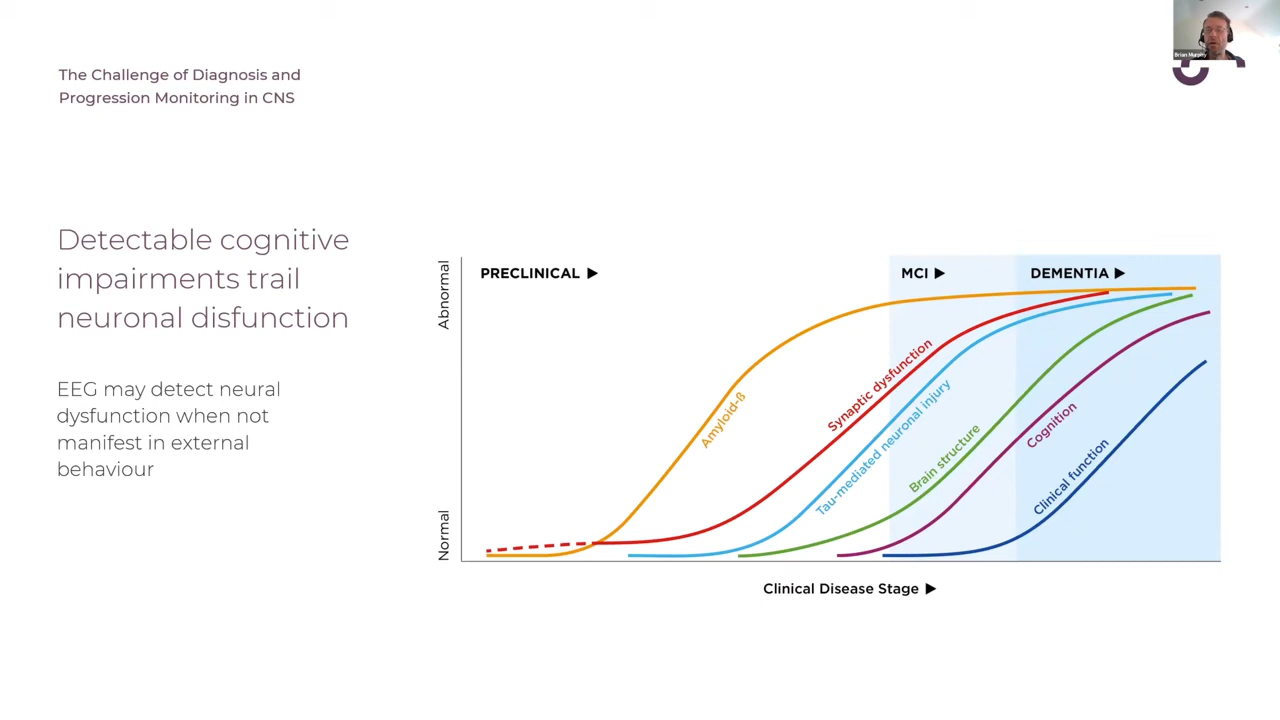 Brian Murphy
The Challenge of Diagnosis and
Progression Monitoring in CNS
Detectable cognitive
impairments trail
neuronal disfunction
EEG may detect neural
dysfunction when not
manifest in external
behaviour
Abnormal
Normal
PRECLINICAL ▶
MCI ▶
DEMENTIA ▶
Amyloid-β
Synaptic dysfunction
Tau-mediated neuronal injury
Brain structure
Cognition
Clinical function
Clinical Disease Stage ▶